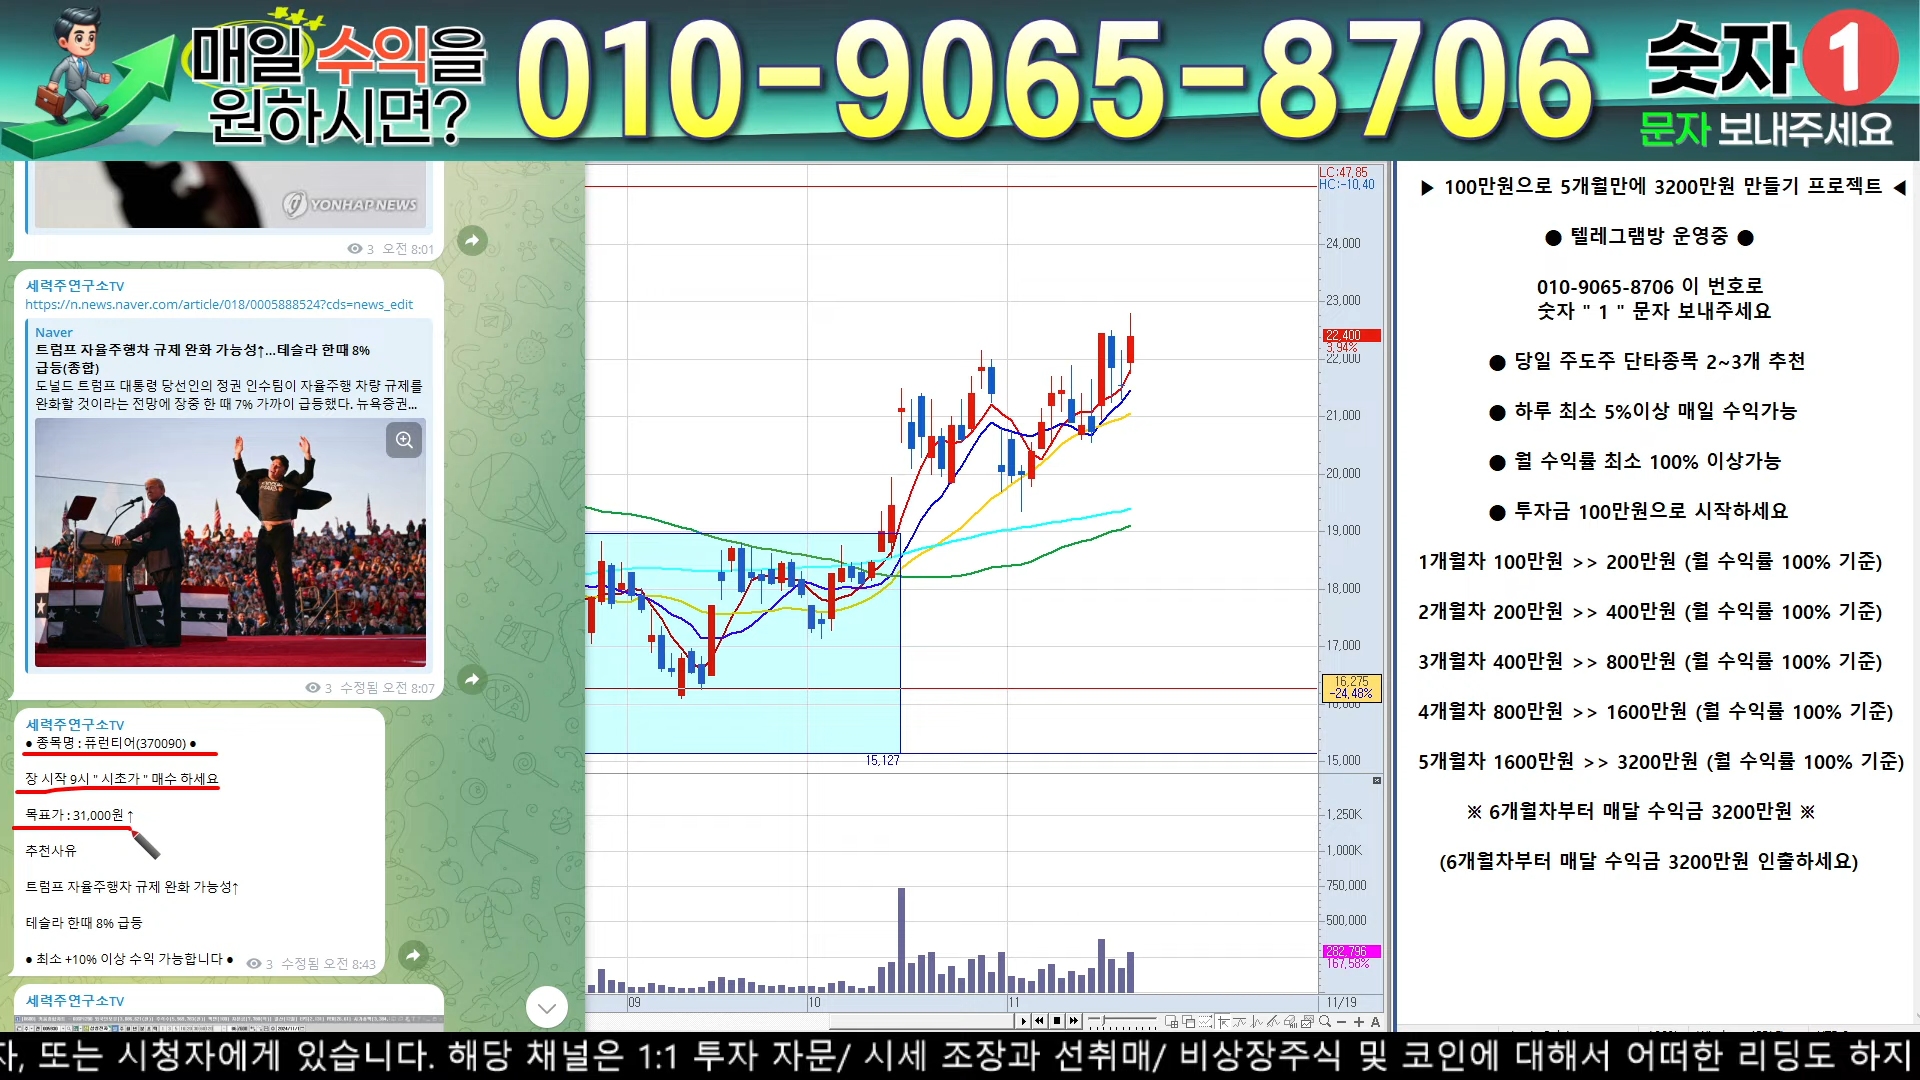 매일 수익을
원하시면?
010-9065-8706
숫자 1
문자 보내주세요
YONHAP NEWS
3 오전 8:01
세력주연구소TV
https://n.news.naver.com/article/018/0005888524?cds=news_edit
Naver
트럼프 자율주행차 규제 완화 가능성↑...테슬라 한때 8%
급등(종합)
도널드 트럼프 대통령 당선인의 정권 인수팀이 자율주행 차량 규제를
완화할 것이라는 전망에 장중 한 때 7% 가까이 급등했다. 뉴욕증권...
3 수정됨 오전 8:07
세력주연구소TV
● 종목명 : 퓨런티어(370090) ●
장 시작 9시 " 시초가 " 매수 하세요
목표가 : 31,000원 ↑
추천사유
트럼프 자율주행차 규제 완화 가능성↑
테슬라 한때 8% 급등
● 최소 +10% 이상 수익 가능합니다 ●
3 수정됨 오전 8:43
세력주연구소TV
LC:47,85
HC:-10,40
24,000
23,000
22,400
3,94%
22,000
21,000
20,000
19,000
18,000
17,000
16,275
-24,48%
16,000
15,127
15,000
1,250K
1,000K
750,000
500,000
282,796
167,58%
09
10
11
11/19
A
▶ 100만원으로 5개월만에 3200만원 만들기 프로젝트 ◀
● 텔레그램방 운영중 ●
010-9065-8706 이 번호로
숫자 " 1 " 문자 보내주세요
● 당일 주도주 단타종목 2~3개 추천
● 하루 최소 5%이상 매일 수익가능
● 월 수익률 최소 100% 이상가능
● 투자금 100만원으로 시작하세요
1개월차 100만원 >> 200만원 (월 수익률 100% 기준)
2개월차 200만원 >> 400만원 (월 수익률 100% 기준)
3개월차 400만원 >> 800만원 (월 수익률 100% 기준)
4개월차 800만원 >> 1600만원 (월 수익률 100% 기준)
5개월차 1600만원 >> 3200만원 (월 수익률 100% 기준)
※ 6개월차부터 매달 수익금 3200만원 ※
(6개월차부터 매달 수익금 3200만원 인출하세요)
자, 또는 시청자에게 있습니다. 해당 채널은 1:1 투자 자문/ 시세 조장과 선취매/ 비상장주식 및 코인에 대해서 어떠한 리딩도 하지